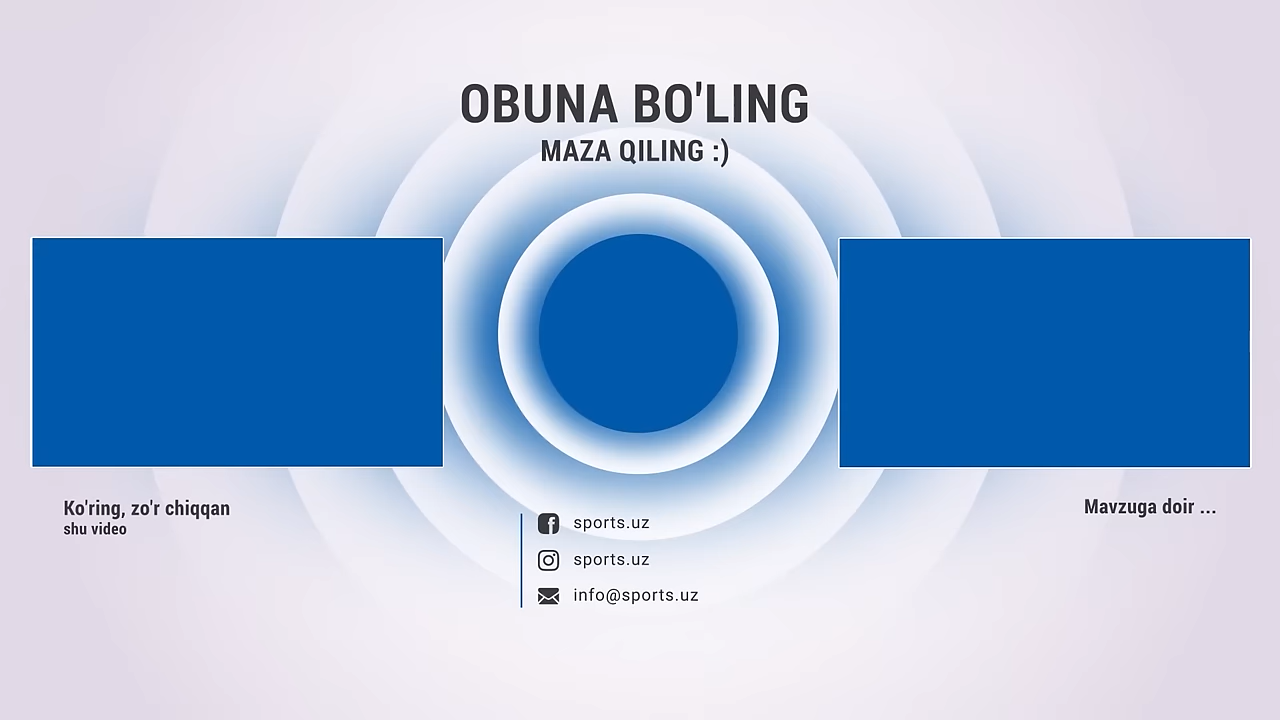 OBUNA BO'LING
MAZA QILING :)
Ko'ring, zo'r chiqqan
shu video
Mavzuga doir ...
sports.uz
sports.uz
info@sports.uz